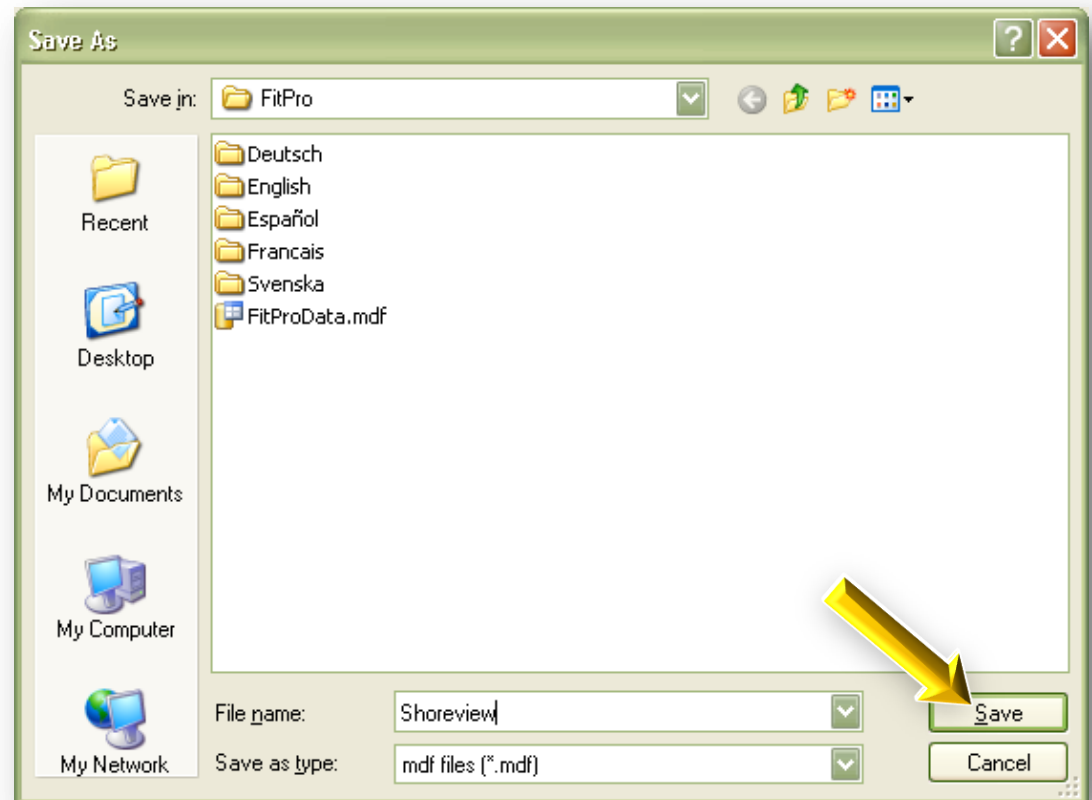 Save As
Save in:
FitPro
Deutsch
English
Español
Francais
Svenska
FitProData.mdf
Recent
Desktop
My Documents
My Computer
My Network
File name:
Shoreview
Save
Save as type:
mdf files (*.mdf)
Cancel